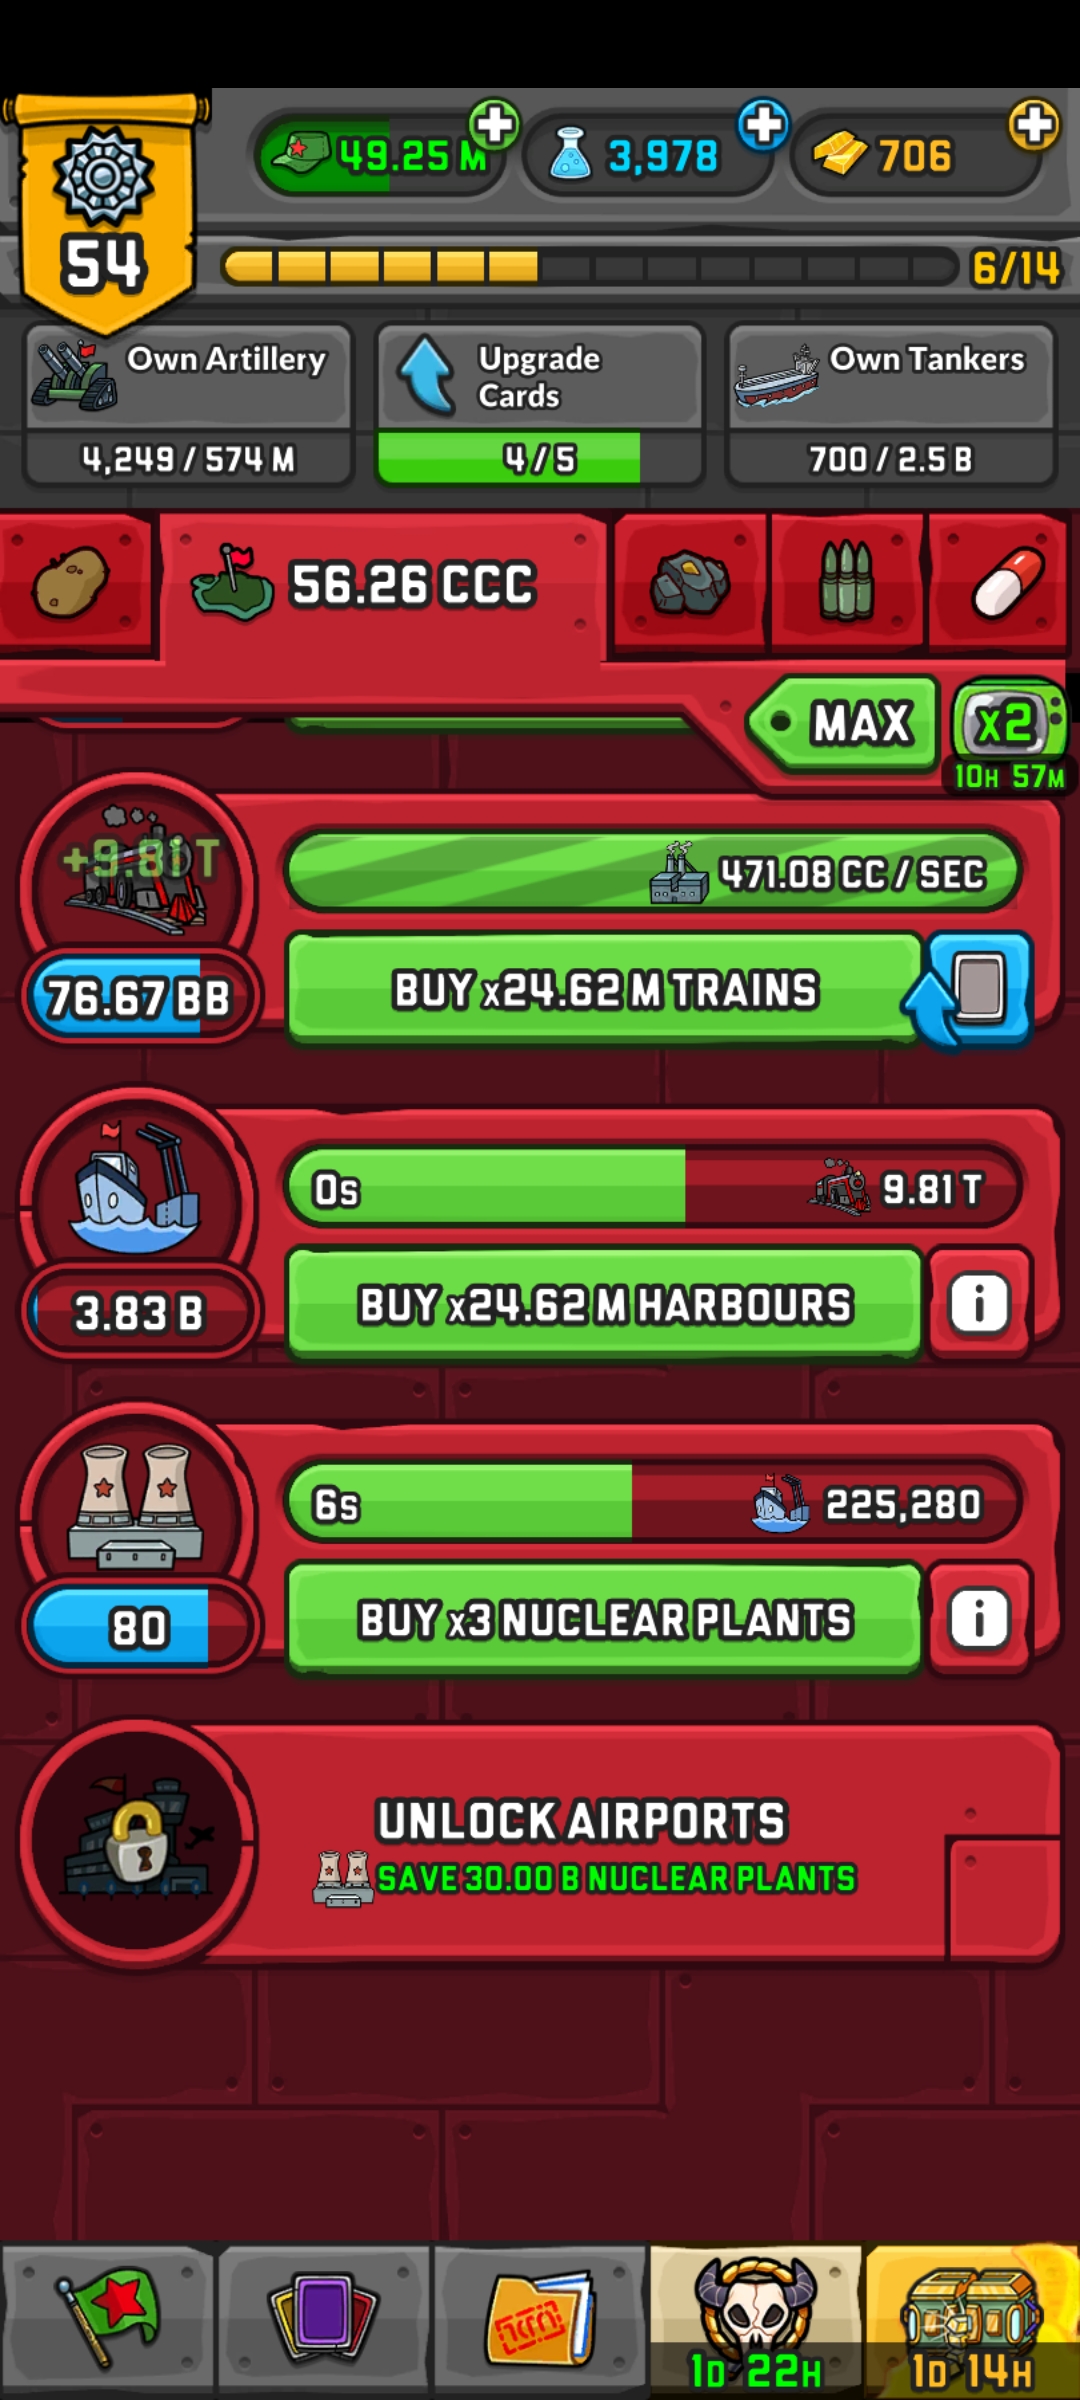 54
49.25 M
3,978
706
6/14
Own Artillery
4,249 / 574 M
Upgrade
Cards
4 / 5
Own Tankers
700 / 2.5 B
56.26 CCC
MAX
x2
10H 57M
+9.81 T
471.08 CC / SEC
76.67 BB
BUY x24.62 M TRAINS
0s
9.81 T
3.83 B
BUY x24.62 M HARBOURS
i
6s
225,280
80
BUY x3 NUCLEAR PLANTS
i
UNLOCK AIRPORTS
SAVE 30.00 B NUCLEAR PLANTS
1D 22H
1D 14H